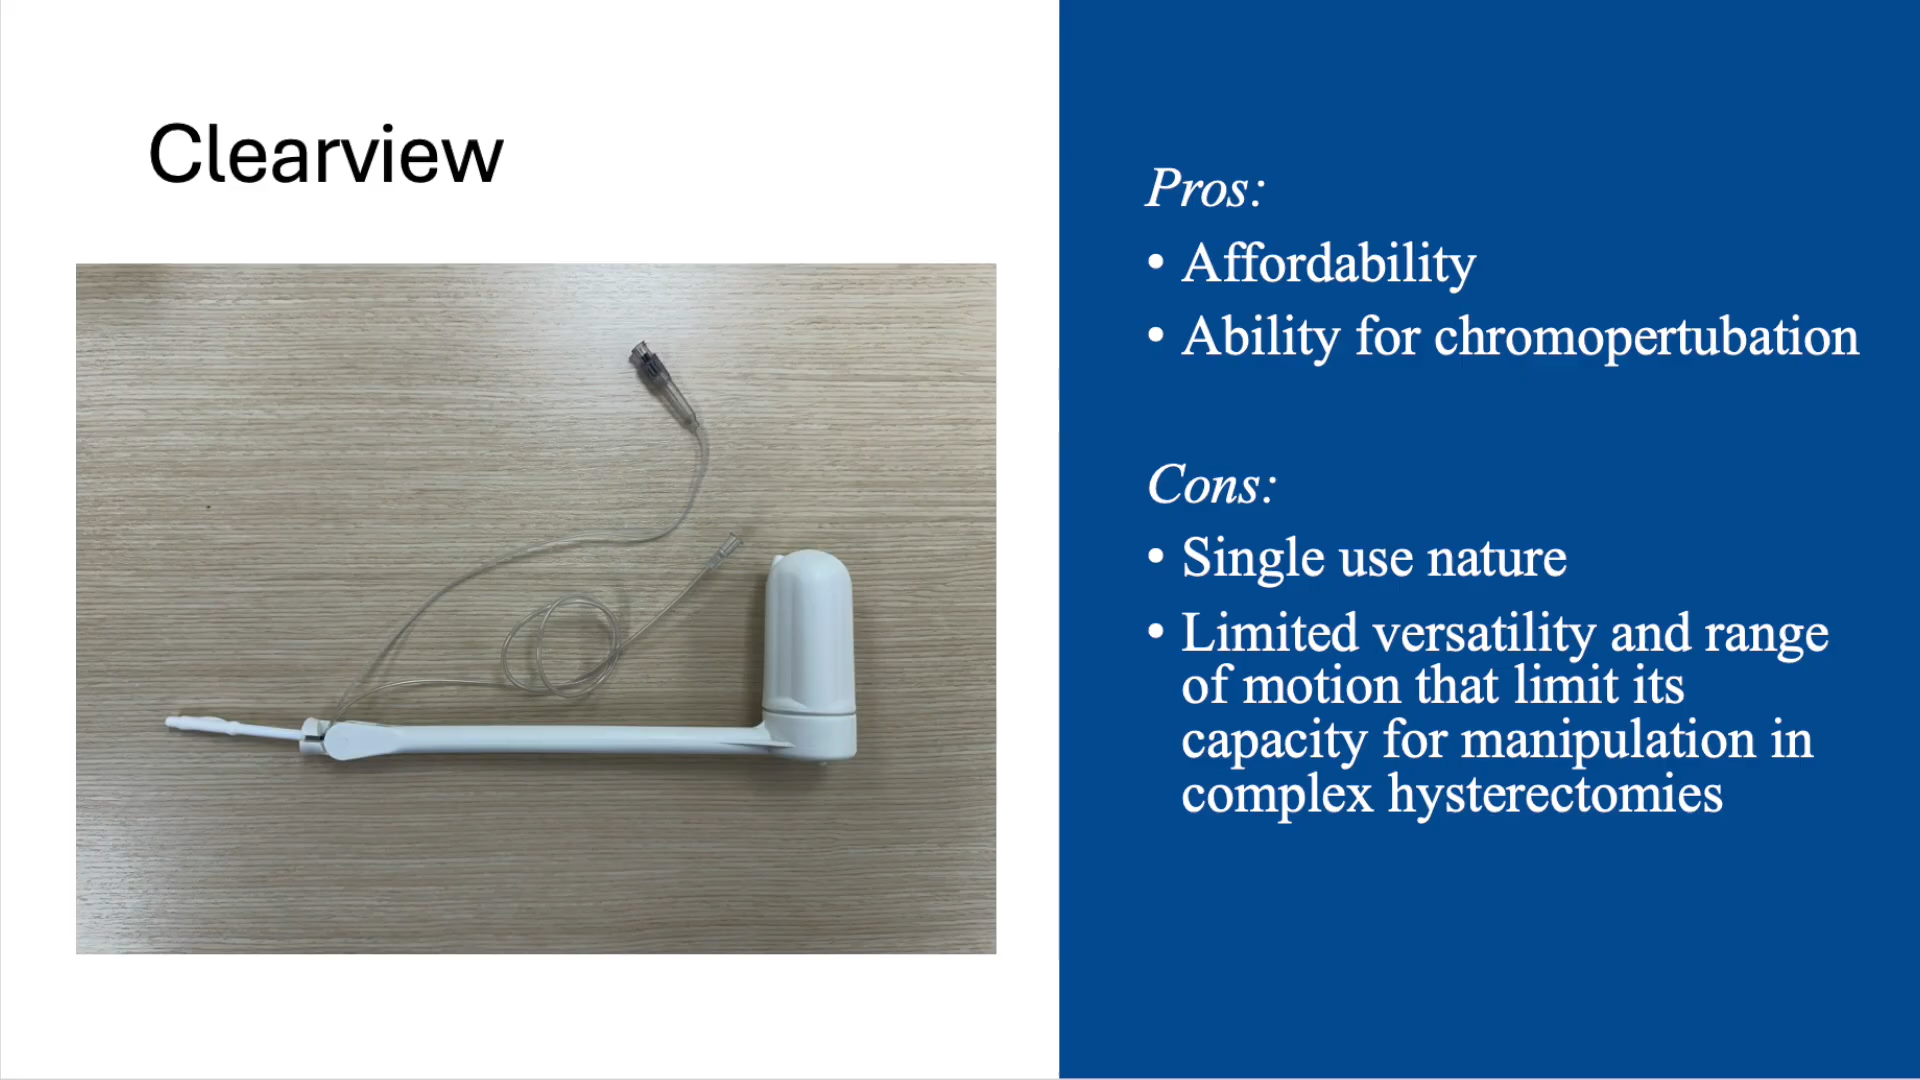 Clearview
Pros:
• Affordability
• Ability for chromopertubation
Cons:
• Single use nature
• Limited versatility and range
of motion that limit its
capacity for manipulation in
complex hysterectomies